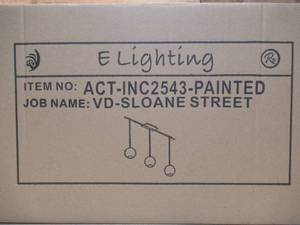 E Lighting
ITEM NO: ACT-INC2543-PAINTED
JOB NAME: VD-SLOANE STREET